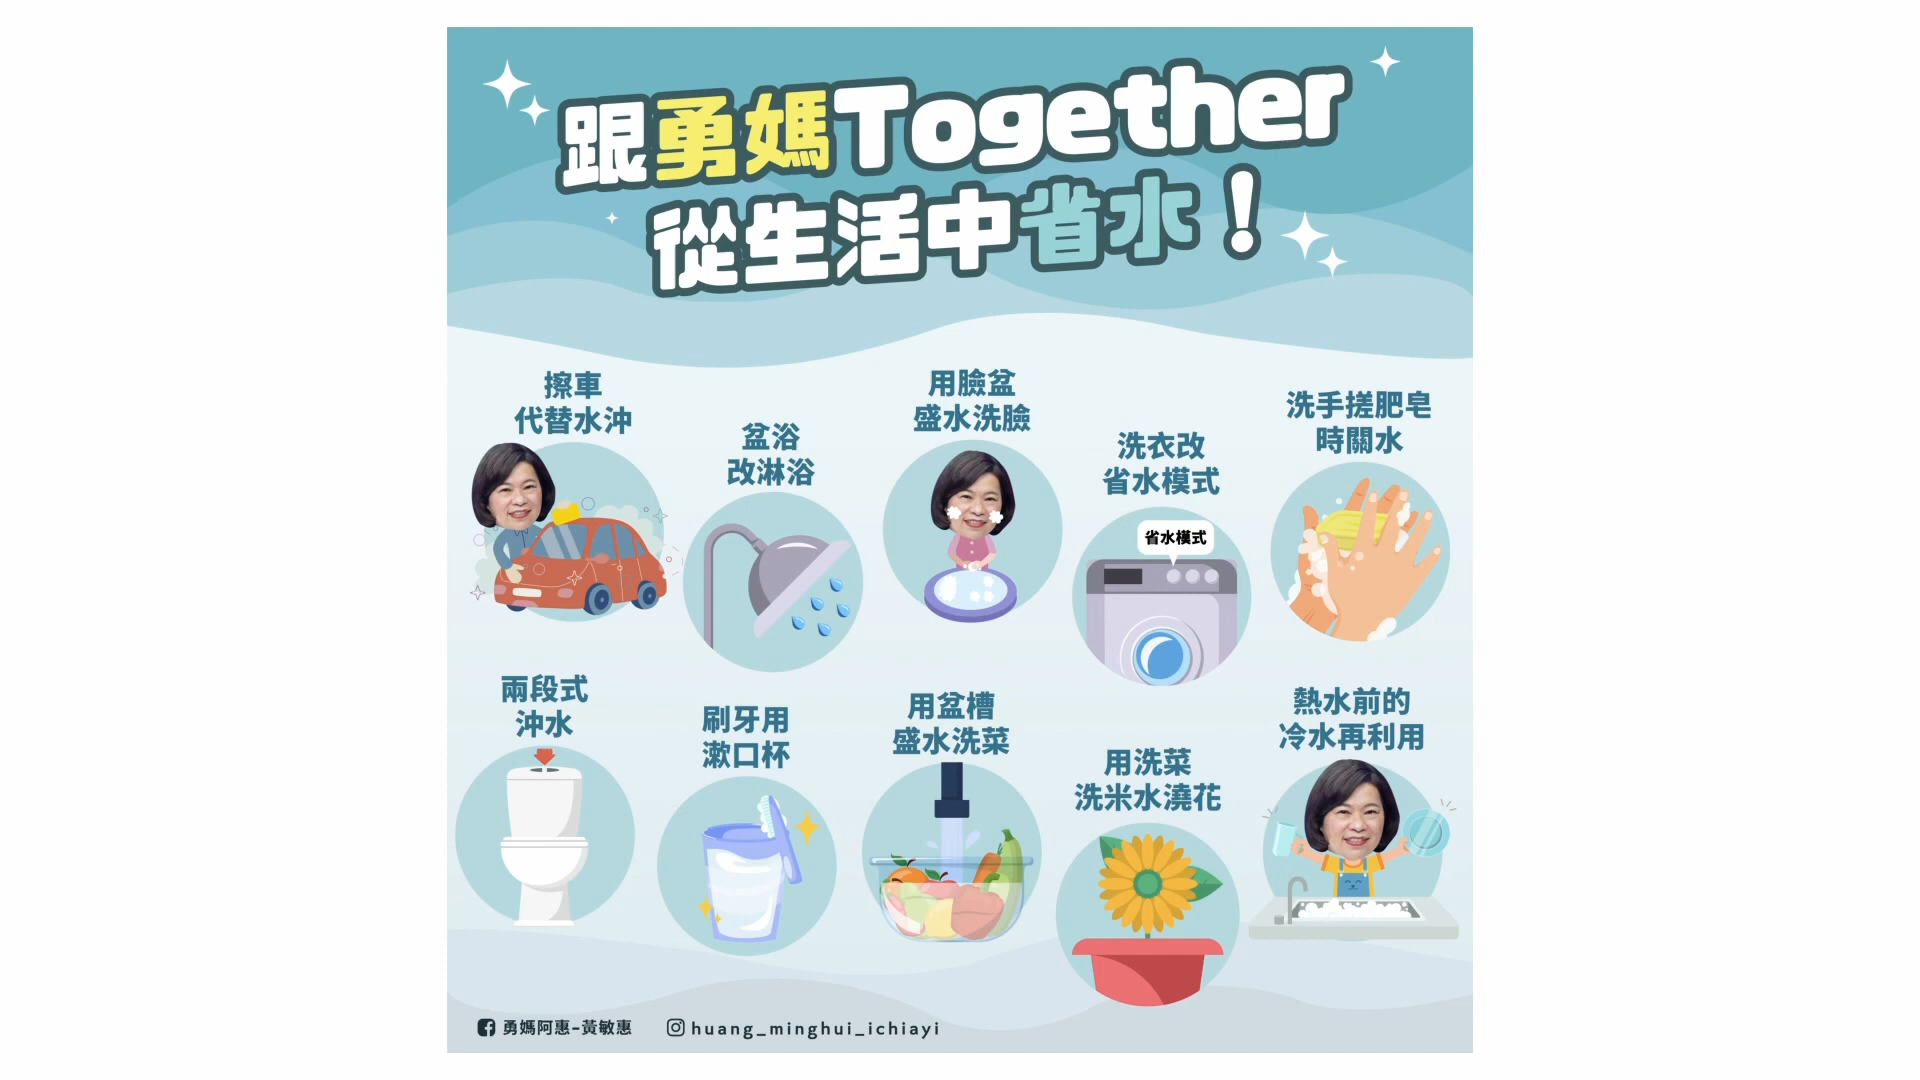 跟勇媽Together
從生活中省水！
擦車
代替水沖
盆浴
改淋浴
用臉盆
盛水洗臉
洗衣改
省水模式
省水模式
洗手搓肥皂
時關水
兩段式
沖水
刷牙用
漱口杯
用盆槽
盛水洗菜
用洗菜
洗米水澆花
熱水前的
冷水再利用
勇媽阿惠-黃敏惠
huang_minghui_ichiayi